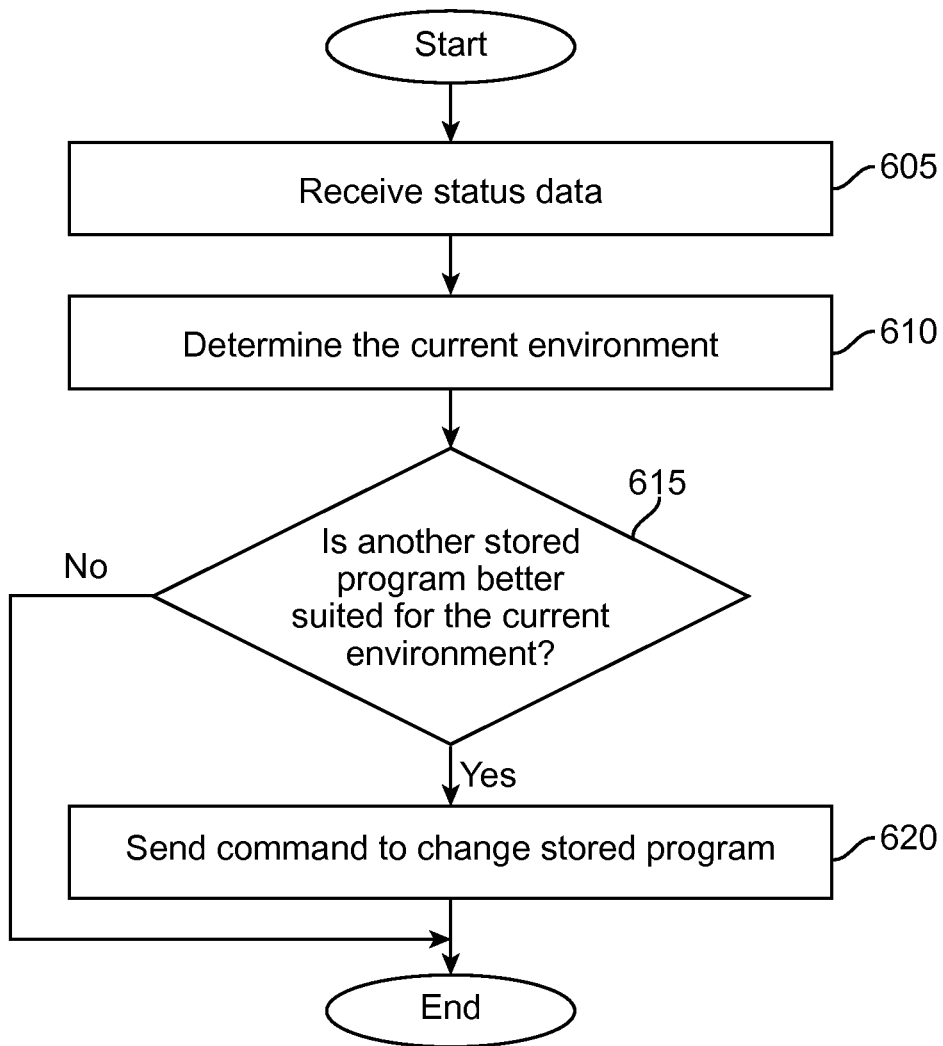 Start
Receive status data
605
Determine the current environment
610
615
Is another stored
program better
suited for the current
environment?
No
Yes
Send command to change stored program
620
End